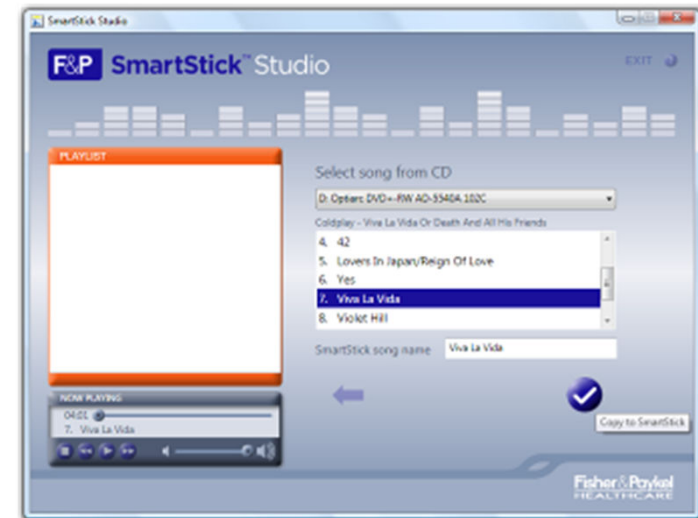 SmartStick Studio
F&P SmartStick™ Studio
EXIT
PLAYLIST
Select song from CD
D: Optiarc DVD+-RW AD-5540A 102C
Coldplay - Viva La Vida Or Death And All His Friends
4. 42
5. Lovers In Japan/Reign Of Love
6. Yes
7. Viva La Vida
8. Violet Hill
SmartStick song name Viva La Vida
NOW PLAYING
04:01
7. Viva La Vida
Copy to SmartStick
Fisher & Paykel
HEALTHCARE